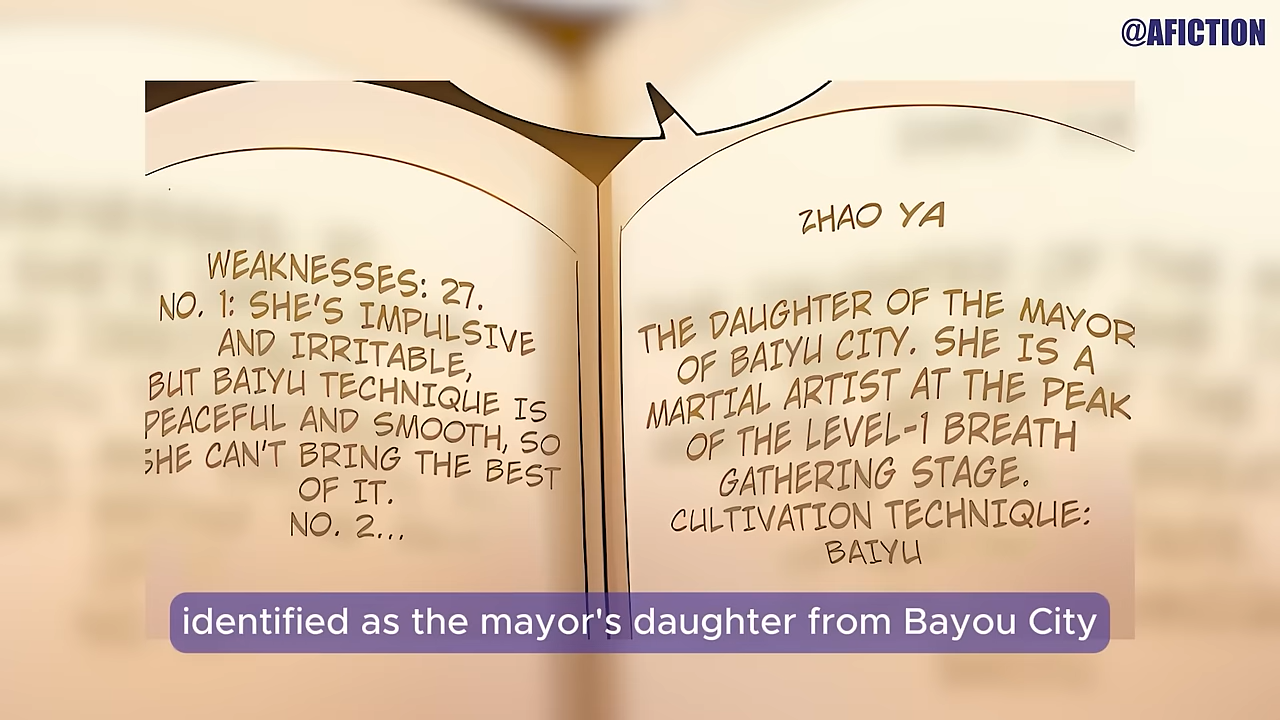 @AFICTION
WEAKNESSES: 27.
NO. 1: SHE'S IMPULSIVE
AND IRRITABLE,
BUT BAIYU TECHNIQUE IS
PEACEFUL AND SMOOTH, SO
SHE CAN'T BRING THE BEST
OF IT.
NO. 2...
ZHAO YA
THE DAUGHTER OF THE MAYOR
OF BAIYU CITY. SHE IS A
MARTIAL ARTIST AT THE PEAK
OF THE LEVEL-1 BREATH
GATHERING STAGE.
CULTIVATION TECHNIQUE:
BAIYU
identified as the mayor's daughter from Bayou City